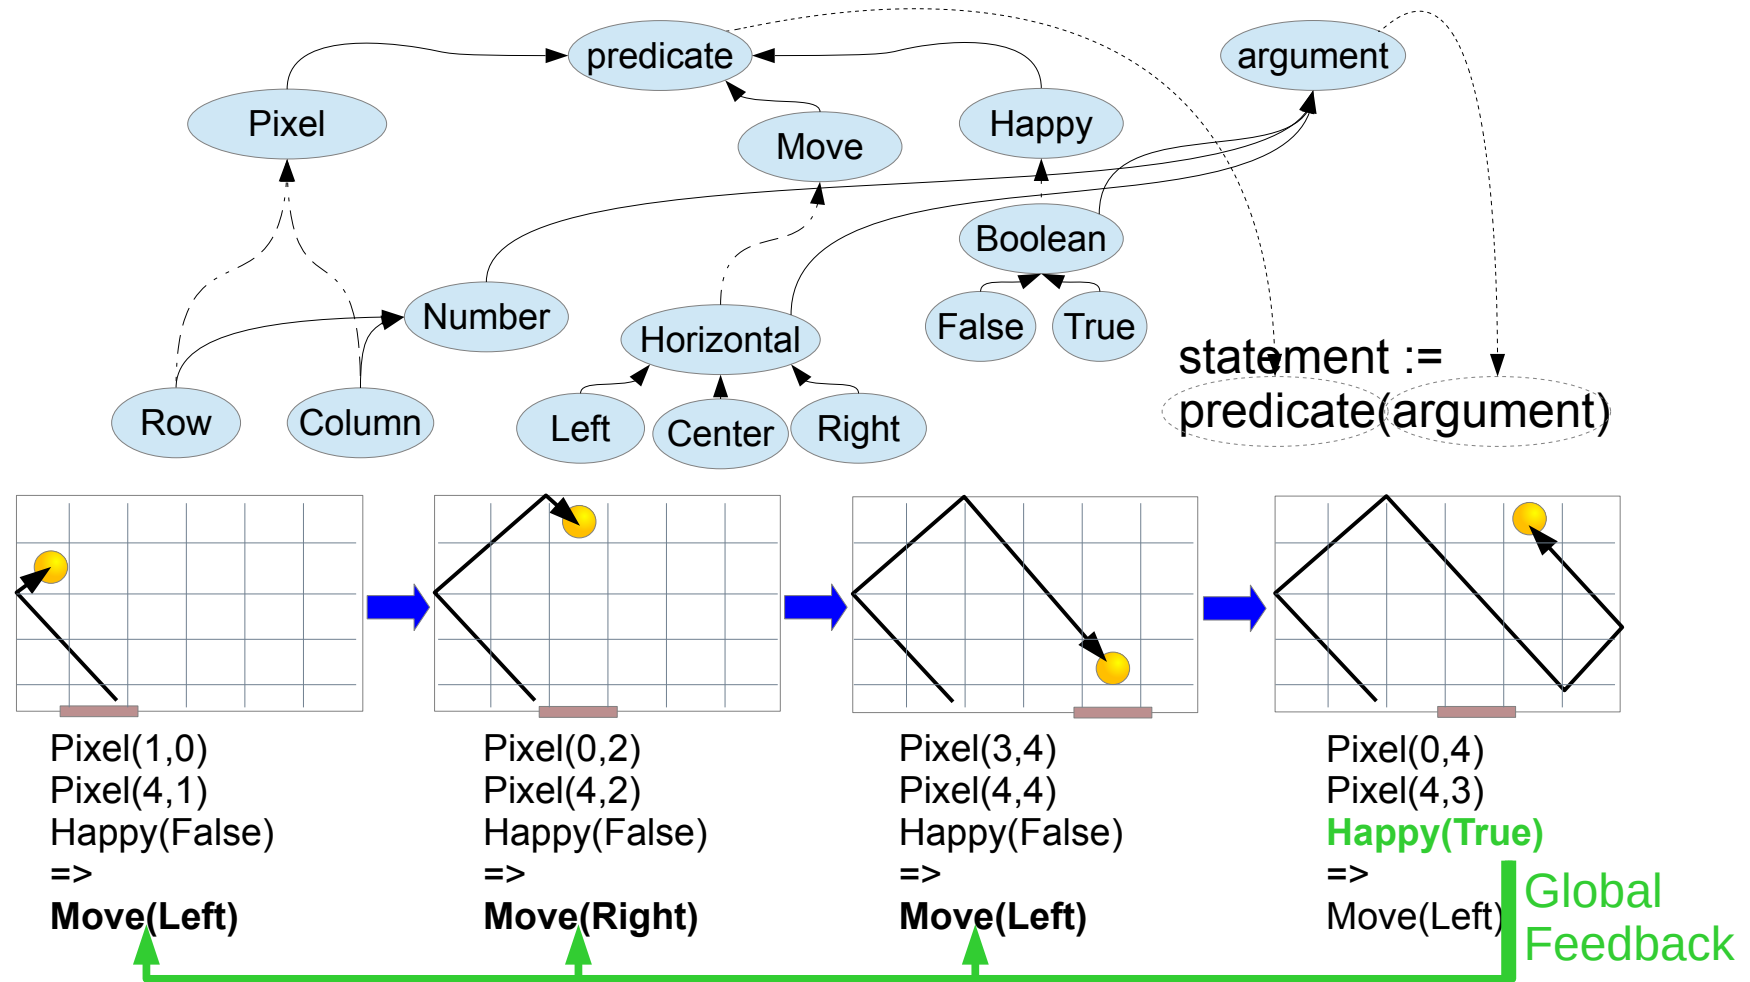 predicate
argument
Pixel
Happy
Move
Boolean
Number
False
True
Horizontal
statement :=
predicate(argument)
Row
Column
Left
Center
Right
Pixel(1,0)
Pixel(4,1)
Happy(False)
=>
Move(Left)
Pixel(0,2)
Pixel(4,2)
Happy(False)
=>
Move(Right)
Pixel(3,4)
Pixel(4,4)
Happy(False)
=>
Move(Left)
Pixel(0,4)
Pixel(4,3)
Happy(True)
=>
Move(Left)
Global
Feedback